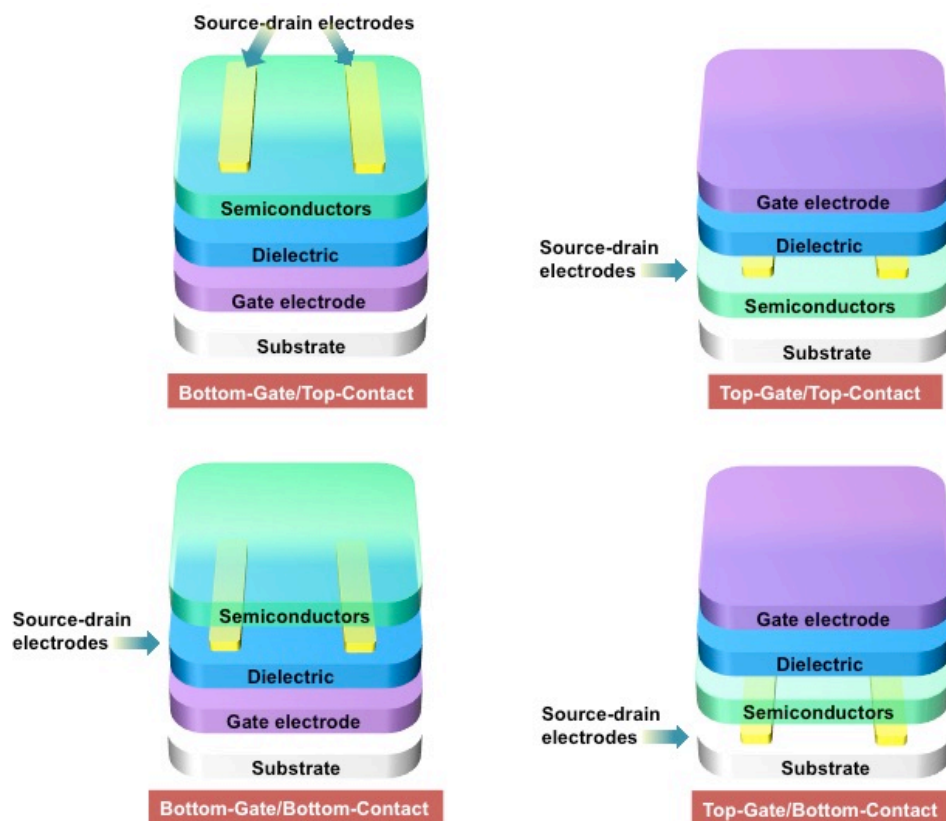 Source-drain electrodes
Semiconductors
Dielectric
Gate electrode
Substrate
Bottom-Gate/Top-Contact
Gate electrode
Dielectric
Source-drain
electrodes
Semiconductors
Substrate
Top-Gate/Top-Contact
Semiconductors
Source-drain
electrodes
Dielectric
Gate electrode
Substrate
Bottom-Gate/Bottom-Contact
Gate electrode
Dielectric
Semiconductors
Source-drain
electrodes
Substrate
Top-Gate/Bottom-Contact